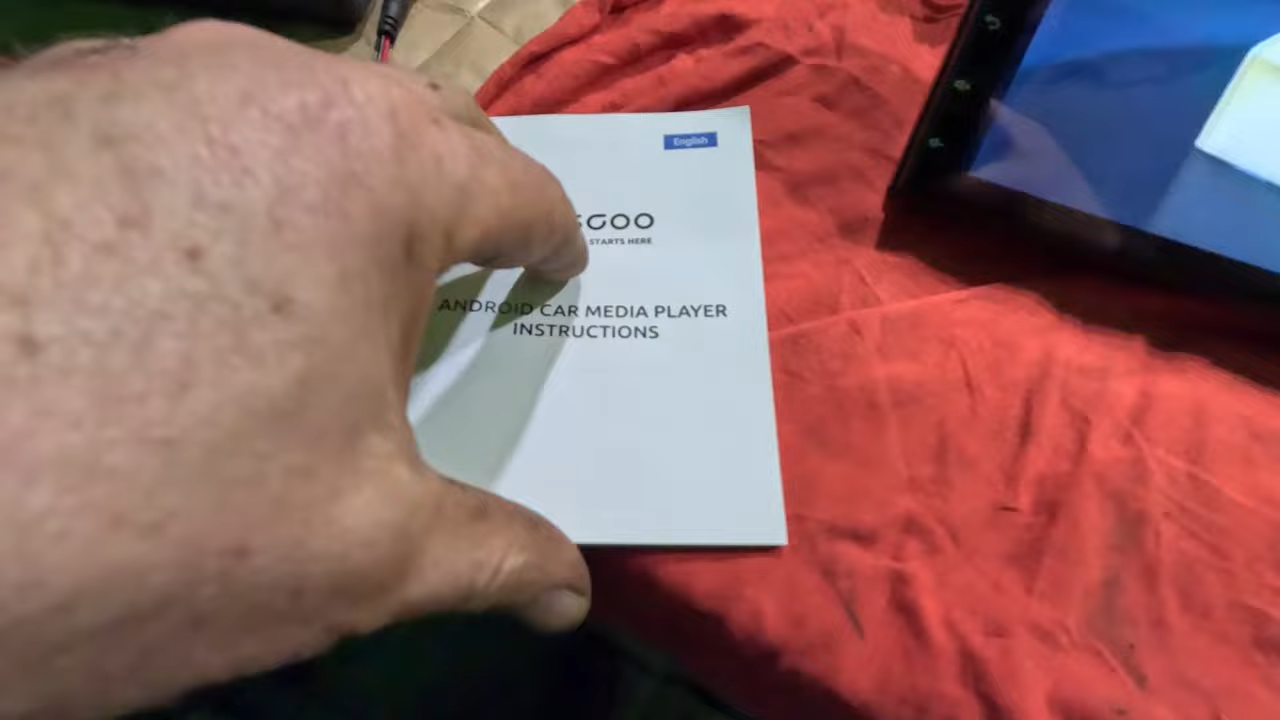 English
GOO
STARTS HERE
ANDROID CAR MEDIA PLAYER
INSTRUCTIONS